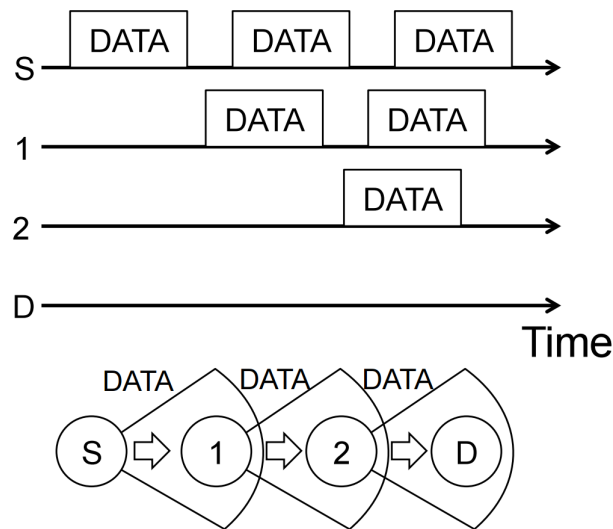 DATA DATA DATA
S
DATA DATA
1
DATA
2
D
Time
DATA DATA DATA
S 1 2 D